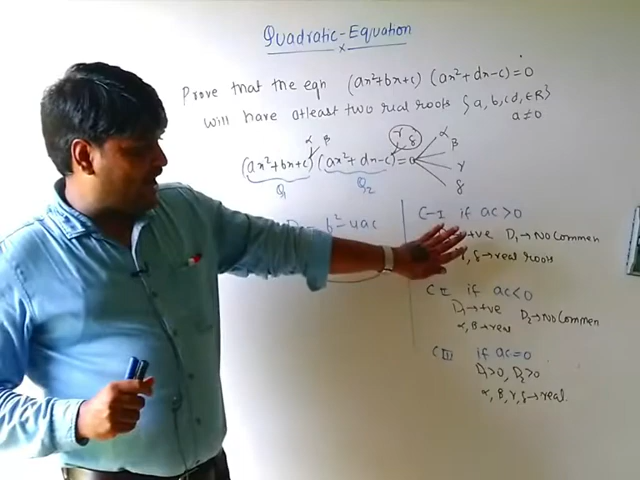 Quadratic-Equation
x
Prove that the eqn (ax²+bx+c) (ax²+dx-c)=0
will have atleast two real roots { a, b, c, d, ∈ R}
a≠0
α β γ δ
(ax²+bx+c) (ax²+dx-c)=0
Q₁ Q₂
α
β
γ
δ
b²-4ac
C-I if ac>0
+ve D₁→No Commen
δ→real roots
C II if ac<0
D₁→+ve D₂→No Commen
α, β→real
C III if ac=0
D₁>0, D₂>0
α, β, γ, δ→real.